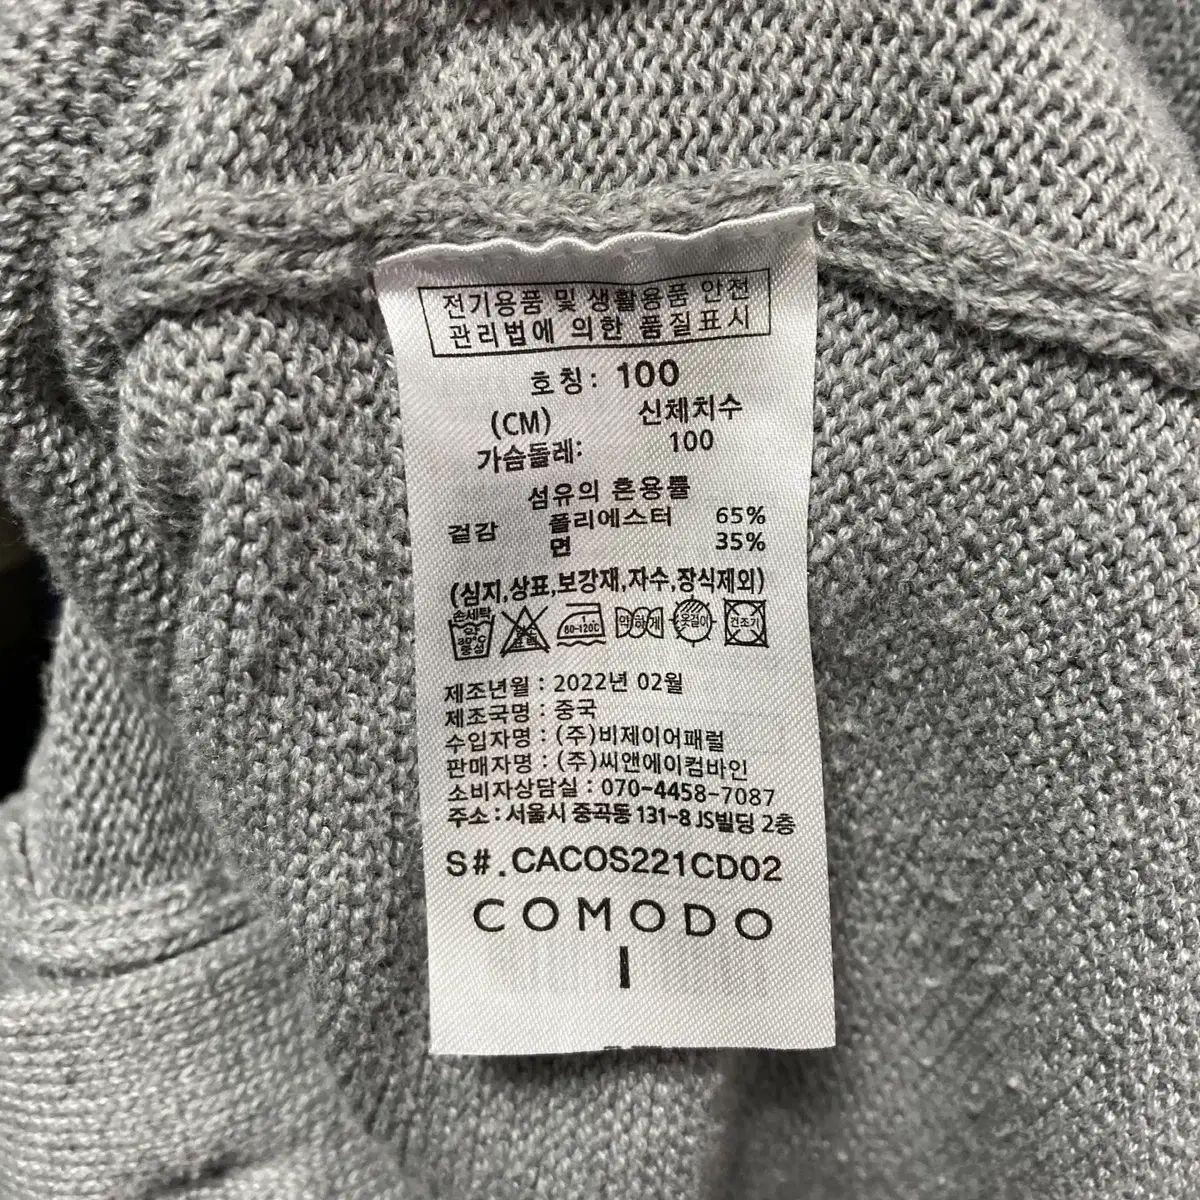 전기용품 및 생활용품 안전
관리법에 의한 품질표시
호칭: 100
(CM) 신체치수
가슴둘레: 100
섬유의 혼용률
겉감 폴리에스터 65%
면 35%
(심지,상표,보강재,자수,장식제외)
손세탁
약 30℃ 중성
1 80-120℃ 약하게 옷걸이 건조기
제조년월 : 2022년 02월
제조국명 : 중국
수입자명 : (주)비제이어패럴
판매자명 : (주)씨앤에이컴바인
소비자상담실 : 070-4458-7087
주소 : 서울시 중곡동 131-8 JS빌딩 2층
S#. CACOS221CD02
COMODO